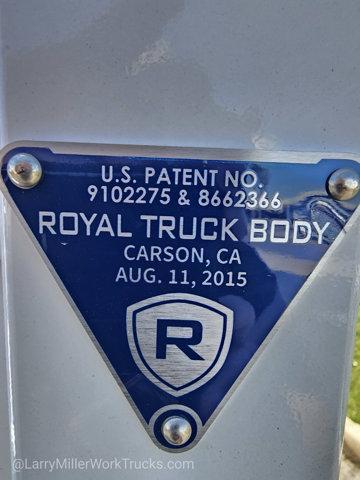 U.S. PATENT NO.
9102275 & 8662366
ROYAL TRUCK BODY
CARSON, CA
AUG. 11, 2015
R
@LarryMillerWorkTrucks.com